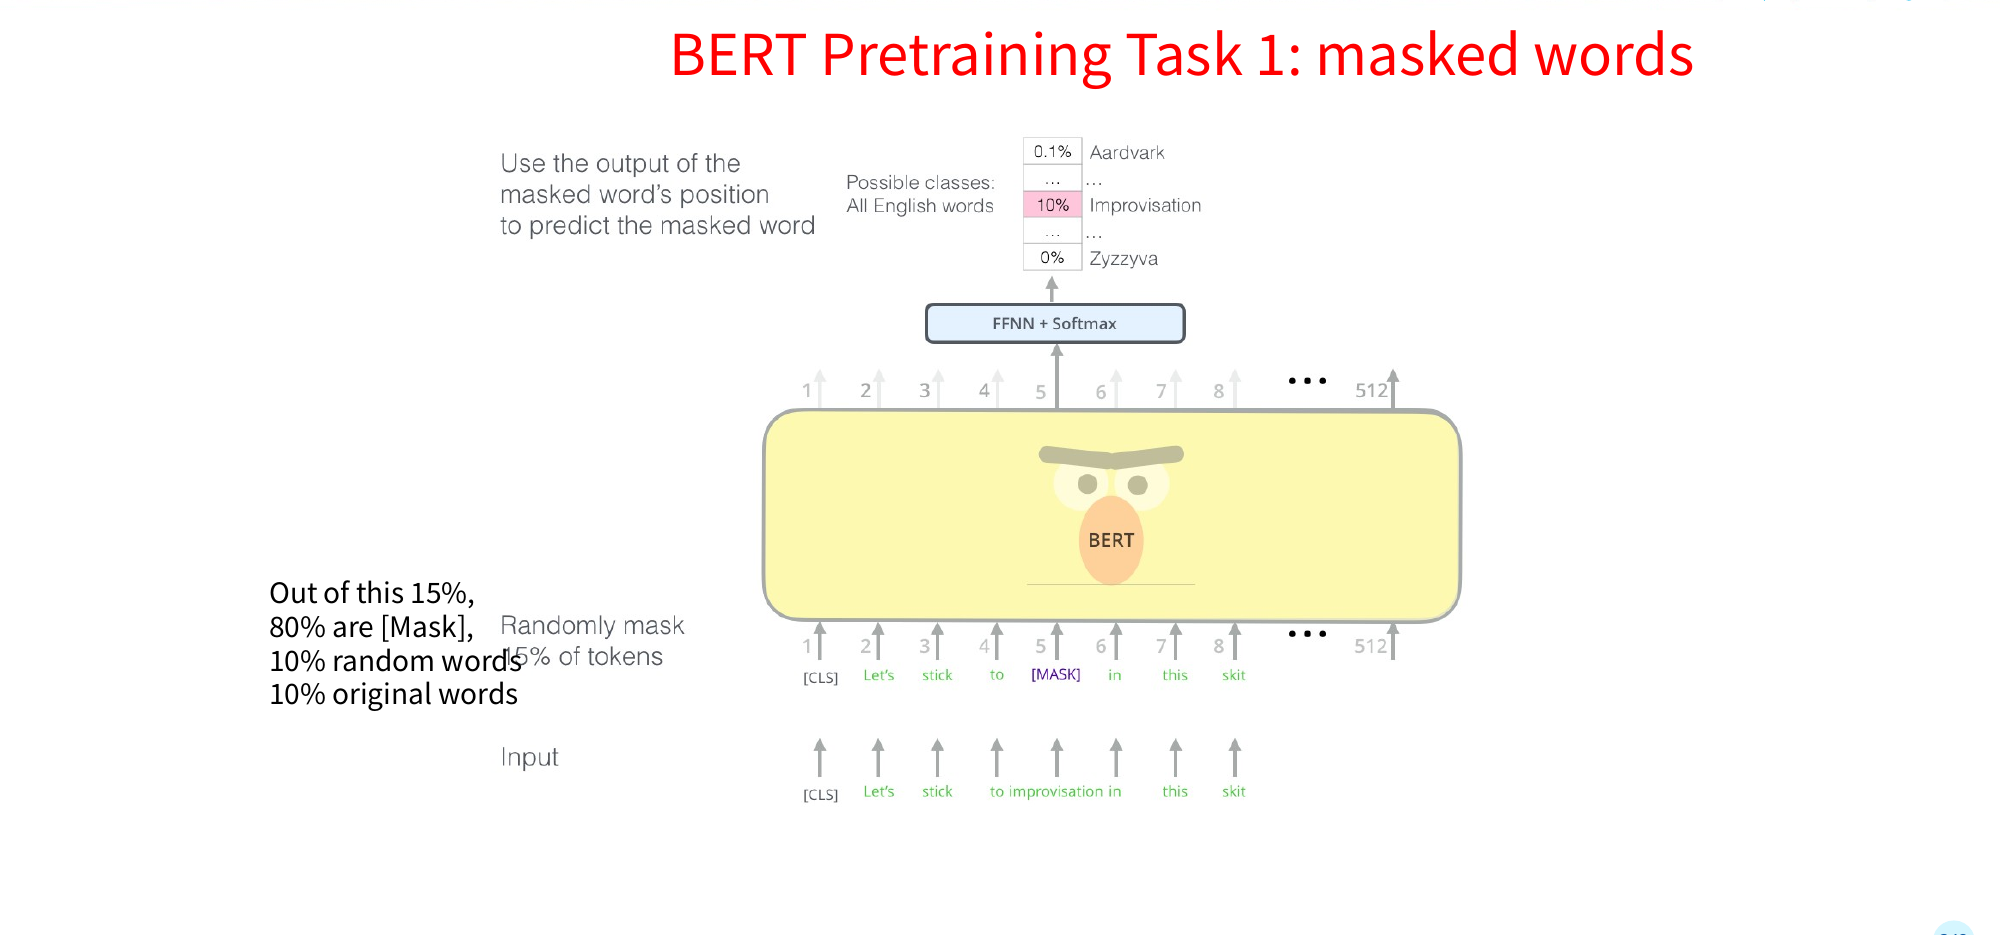 BERT Pretraining Task 1: masked words
Use the output of the
masked word's position
to predict the masked word
Possible classes:
All English words
0.1% Aardvark
... ...
10% Improvisation
... ...
0% Zyzzyva
FFNN + Softmax
1 2 3 4 5 6 7 8 ... 512
BERT
Out of this 15%,
80% are [Mask],
10% random words
10% original words
Randomly mask
15% of tokens
1 2 3 4 5 6 7 8 ... 512
[CLS] Let's stick to [MASK] in this skit
Input
[CLS] Let's stick to improvisation in this skit